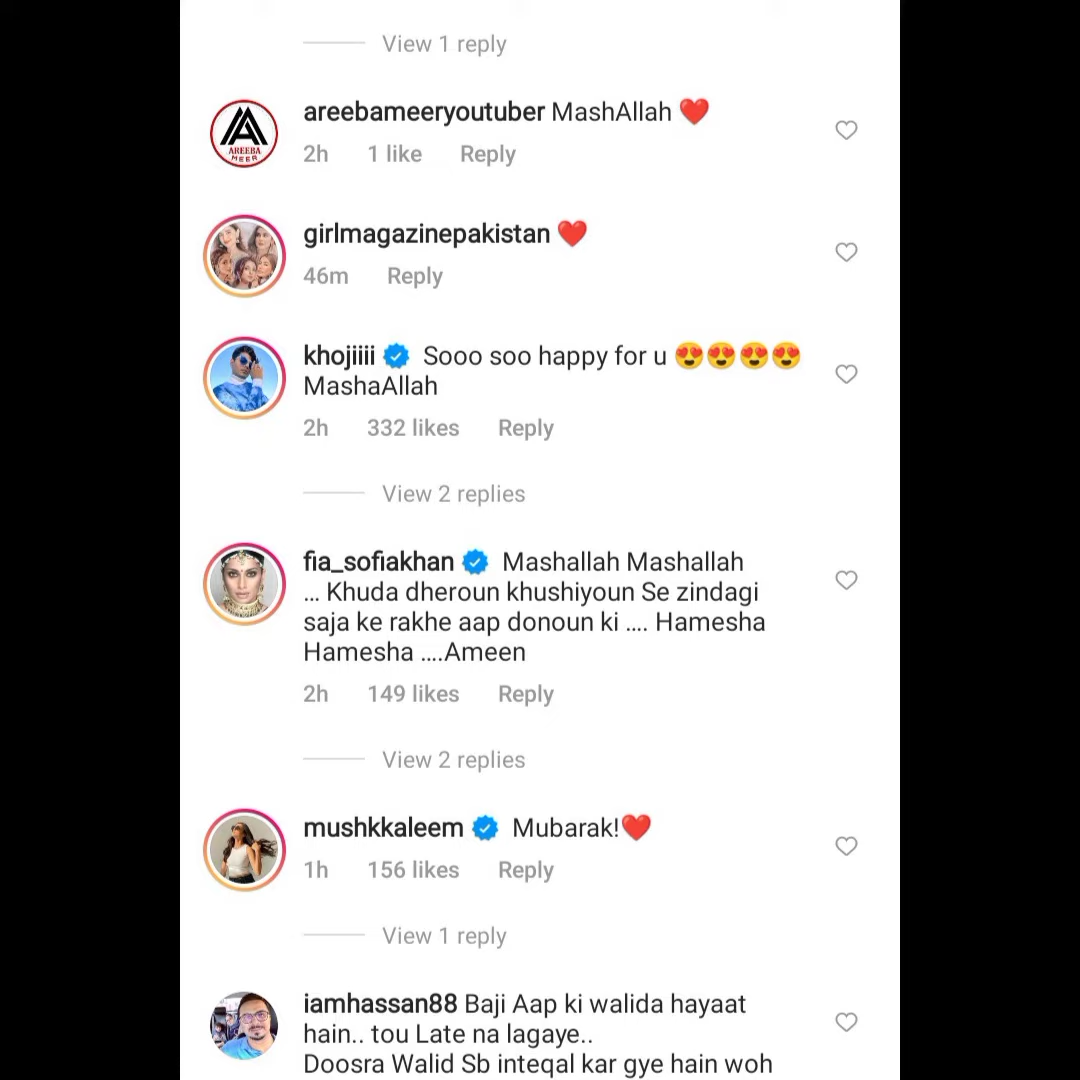 View 1 reply
areebameeryoutuber MashAllah ❤️
AREEBA
MEER
2h 1 like Reply
girlmagazinepakistan ❤️
46m Reply
khojiiii Sooo soo happy for u 😍😍😍😍
MashaAllah
2h 332 likes Reply
View 2 replies
fia_sofiakhan Mashallah Mashallah
... Khuda dheroun khushiyoun Se zindagi
saja ke rakhe aap donoun ki .... Hamesha
Hamesha ....Ameen
2h 149 likes Reply
View 2 replies
mushkkaleem Mubarak!❤️
1h 156 likes Reply
View 1 reply
iamhassan88 Baji Aap ki walida hayaat
hain.. tou Late na lagaye..
Doosra Walid Sb inteqal kar gye hain woh